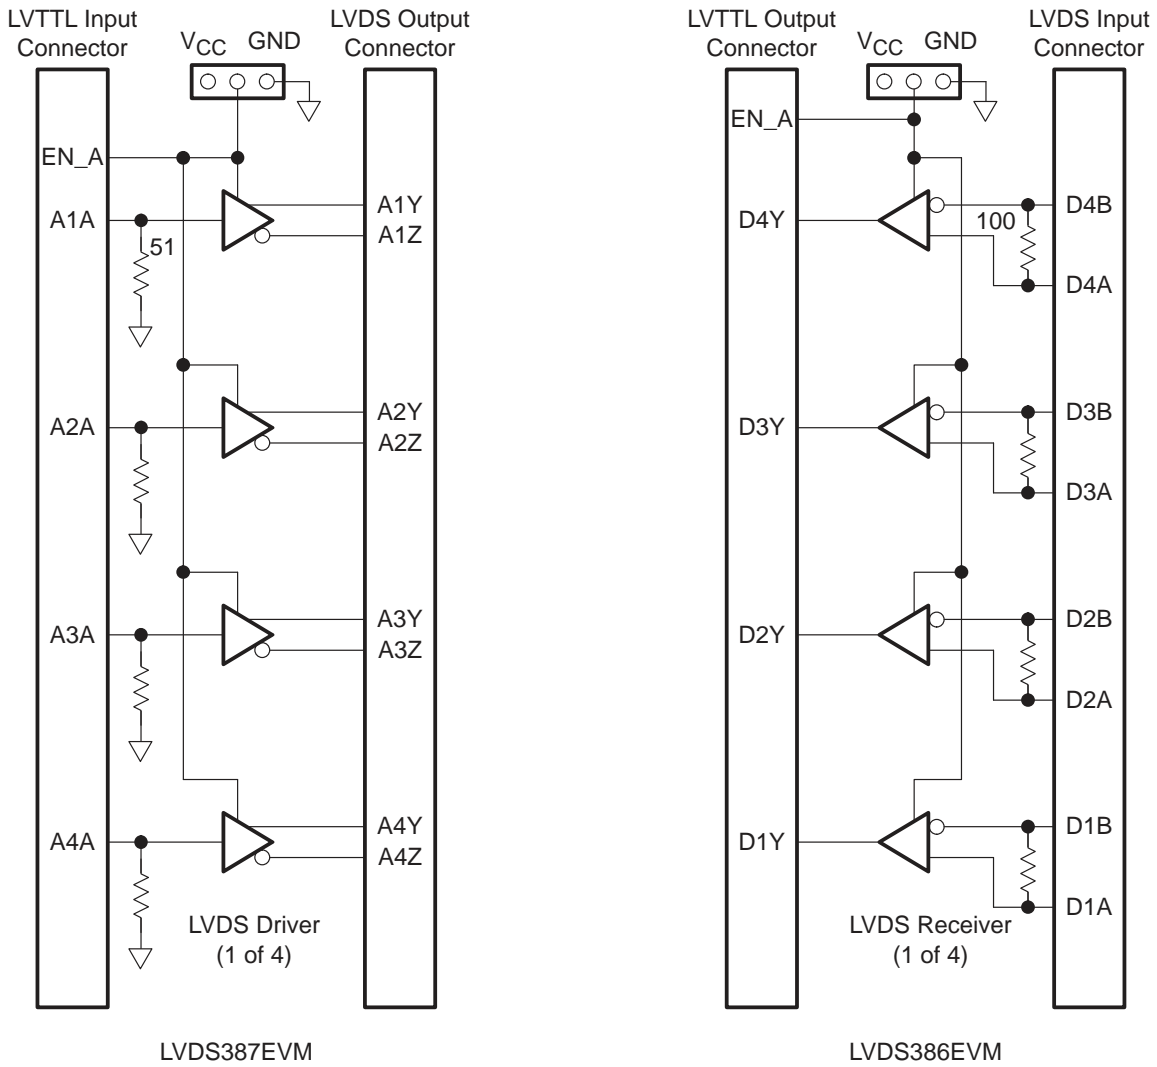 LVTTL Input
Connector
VCC GND
LVDS Output
Connector
EN_A
A1A
51
A1Y
A1Z
A2A
A2Y
A2Z
A3A
A3Y
A3Z
A4A
A4Y
A4Z
LVDS Driver
(1 of 4)
LVDS387EVM
LVTTL Output
Connector
VCC GND
LVDS Input
Connector
EN_A
D4Y
100
D4B
D4A
D3Y
D3B
D3A
D2Y
D2B
D2A
D1Y
D1B
D1A
LVDS Receiver
(1 of 4)
LVDS386EVM